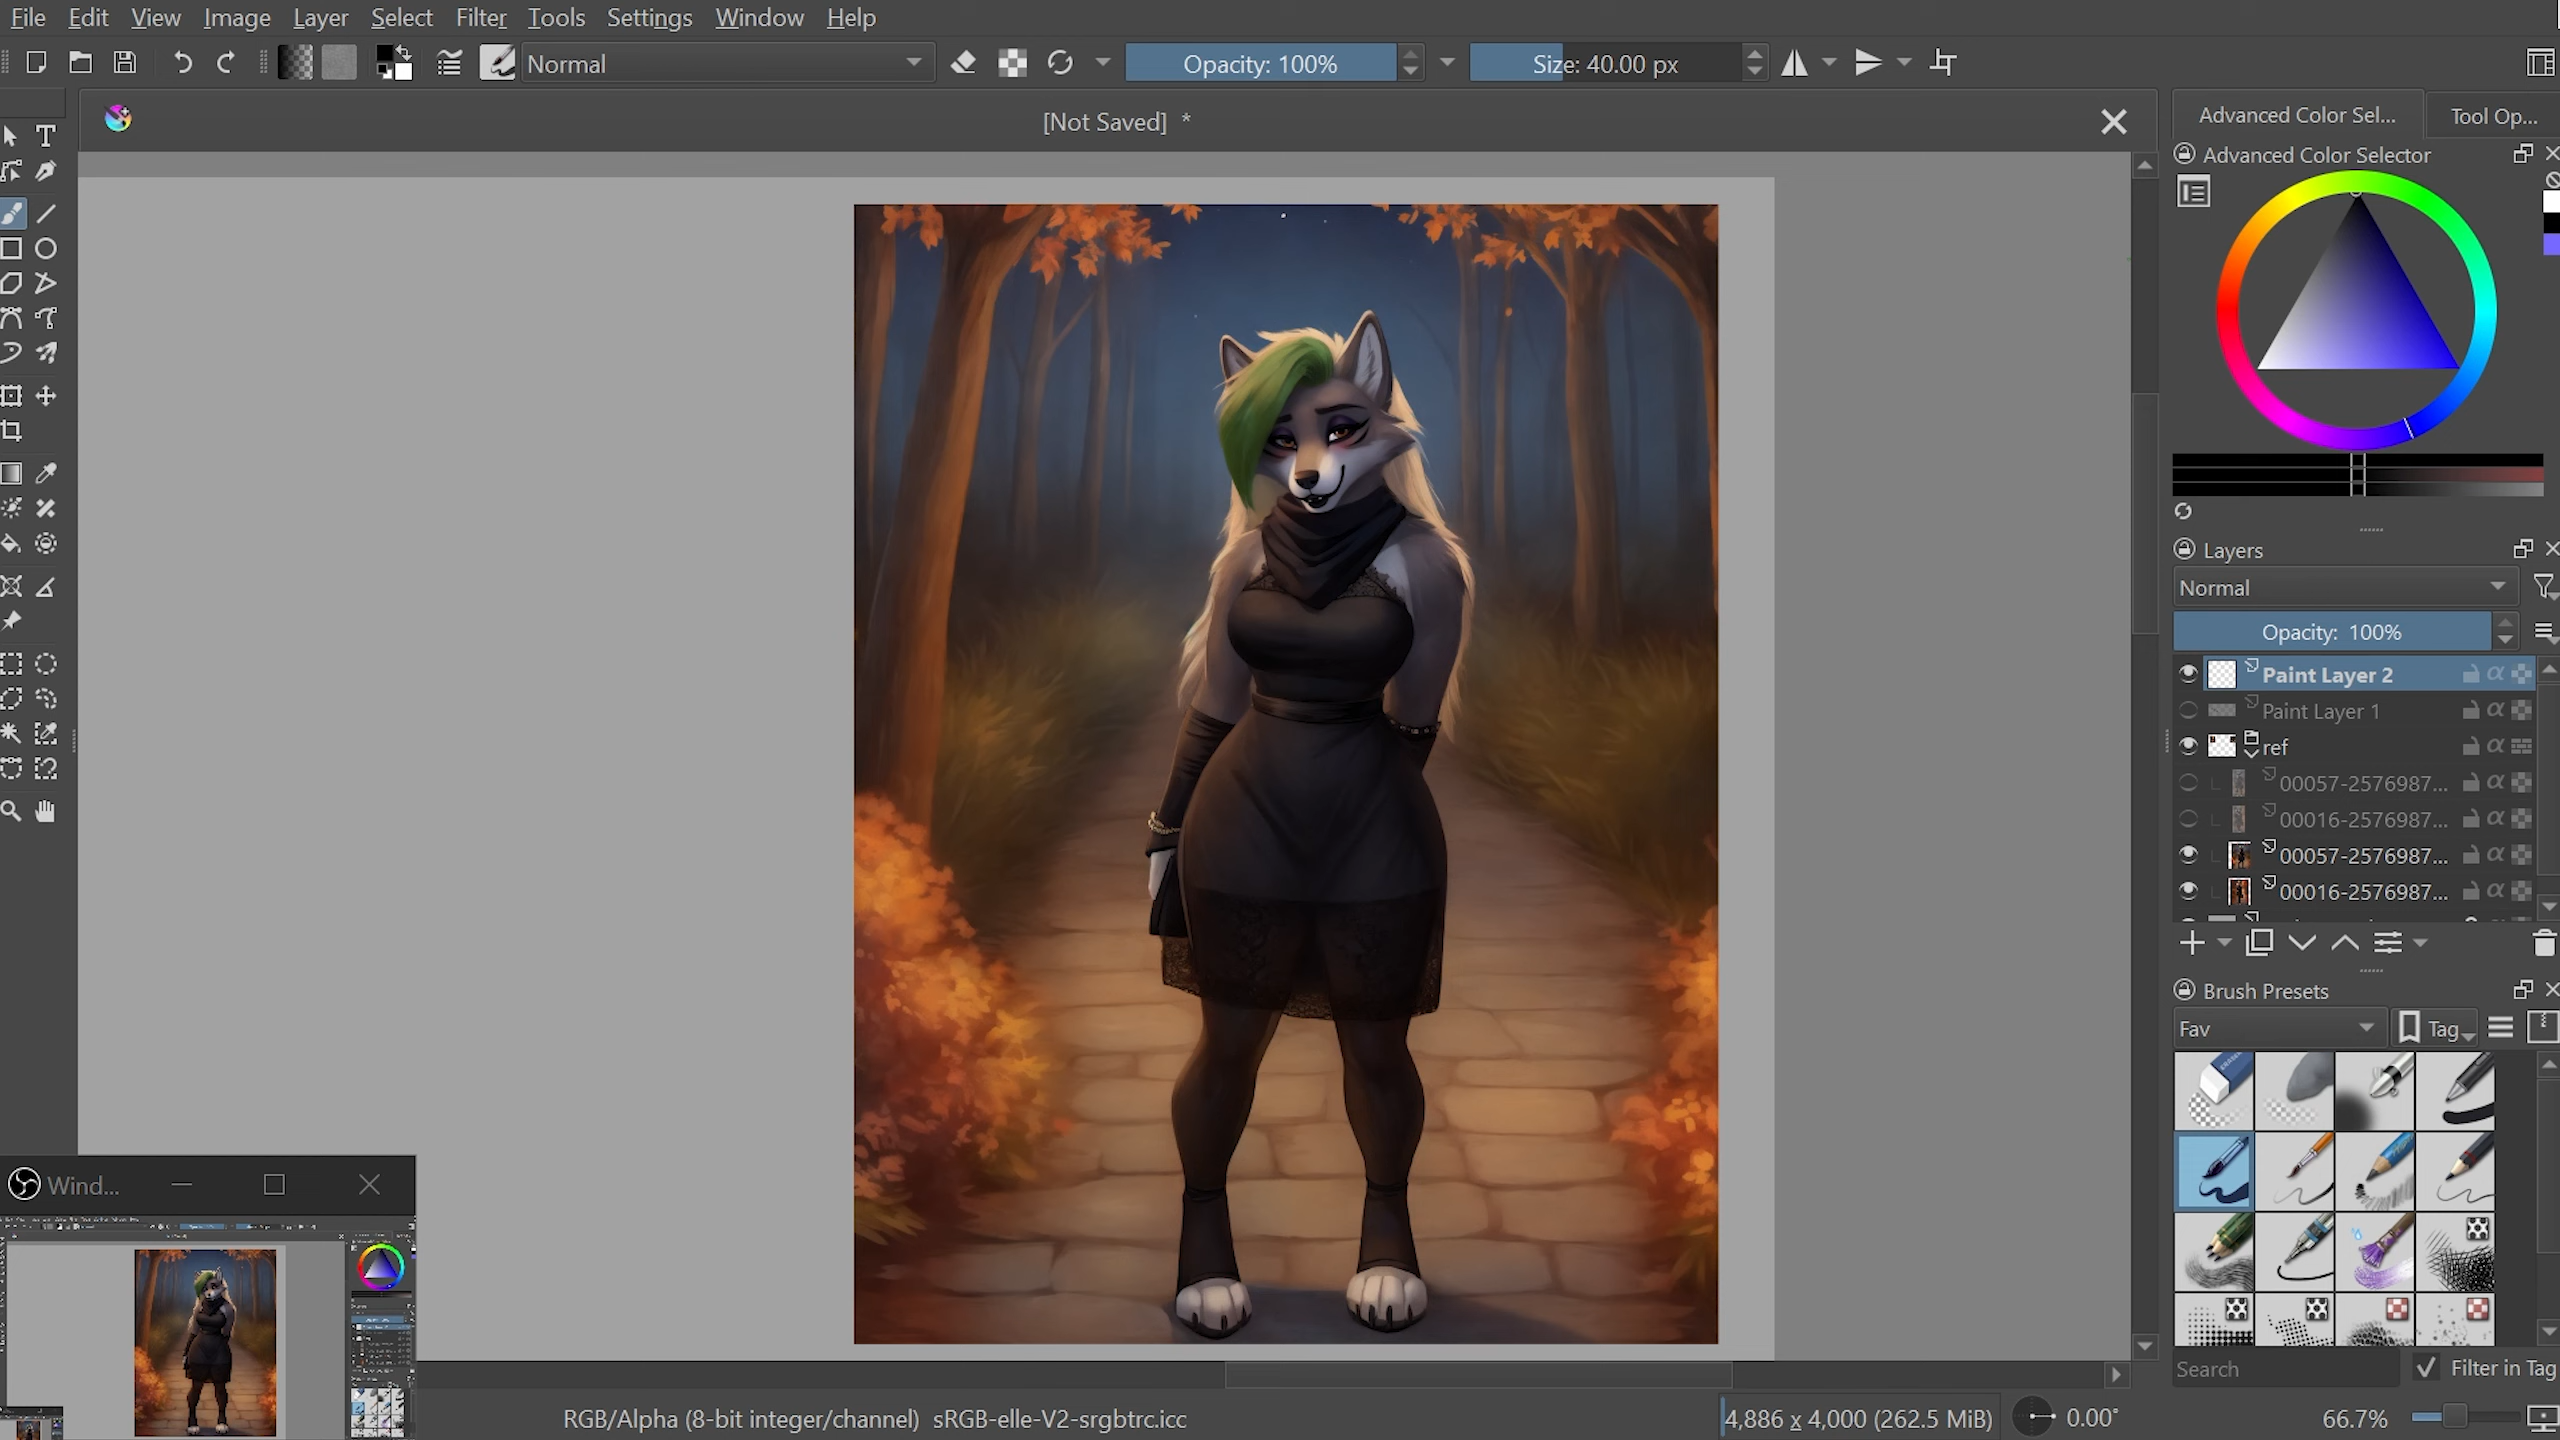 File Edit View Image Layer Select Filter Tools Settings Window Help
Normal Opacity: 100% Size: 40.00 px
[Not Saved] *
Advanced Color Sel... Tool Op...
Advanced Color Selector
Layers
Normal
Opacity: 100%
Paint Layer 2
Paint Layer 1
ref
00057-2576987...
00016-2576987...
00057-2576987...
00016-2576987...
Brush Presets
Fav Tag
Search Filter in Tag
Wind...
RGB/Alpha (8-bit integer/channel) sRGB-elle-V2-srgbtrc.icc 4,886 x 4,000 (262.5 MiB) 0.00° 66.7%